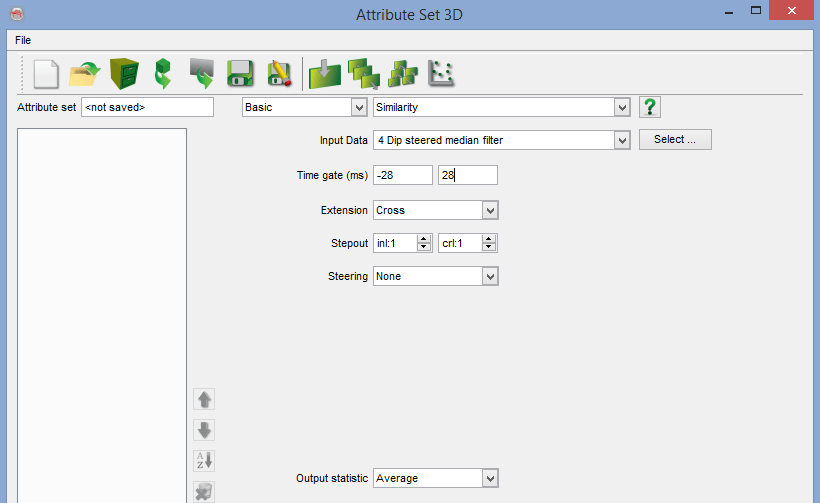 Attribute Set 3D
File
Attribute set <not saved> Basic Similarity ?
Input Data 4 Dip steered median filter Select ...
Time gate (ms) -28 28
Extension Cross
Stepout inl:1 crl:1
Steering None
A
Z
Output statistic Average